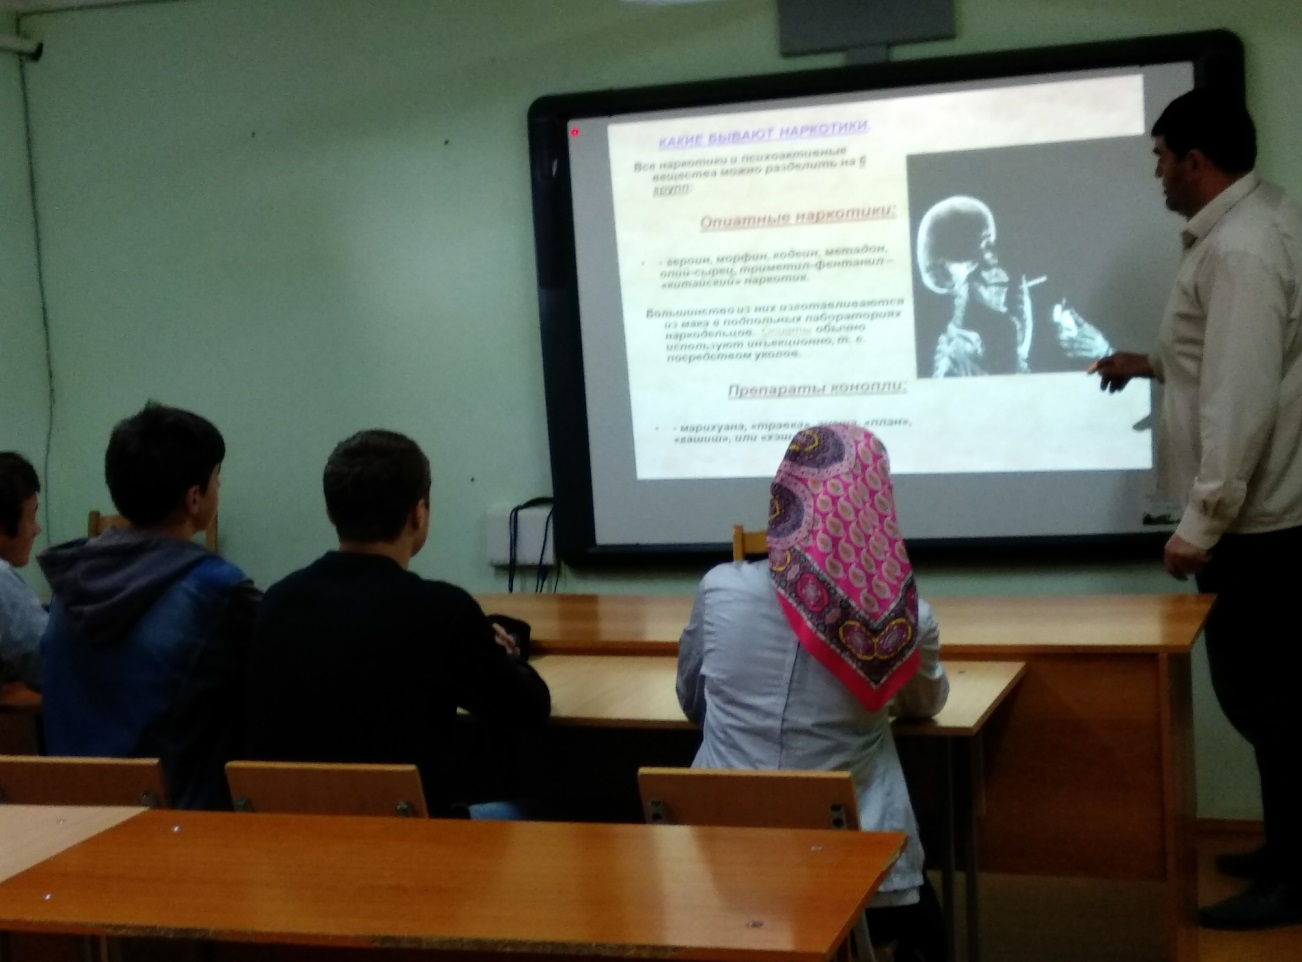 КАКИЕ БЫВАЮТ НАРКОТИКИ.
Все наркотики и психоактивные
вещества можно разделить на 6
групп:
Опиатные наркотики:
- героин, морфин, кодеин, метадон,
опий-сырец, триметил-фентанил –
«китайский» наркотик.
Большинство из них изготавливаются
из мака в подпольных лабораториях
наркодельцов. Опиаты обычно
используют инъекционно, т. е.
посредством уколов.
Препараты конопли:
- марихуана, «травка», «план»,
«гашиш», или